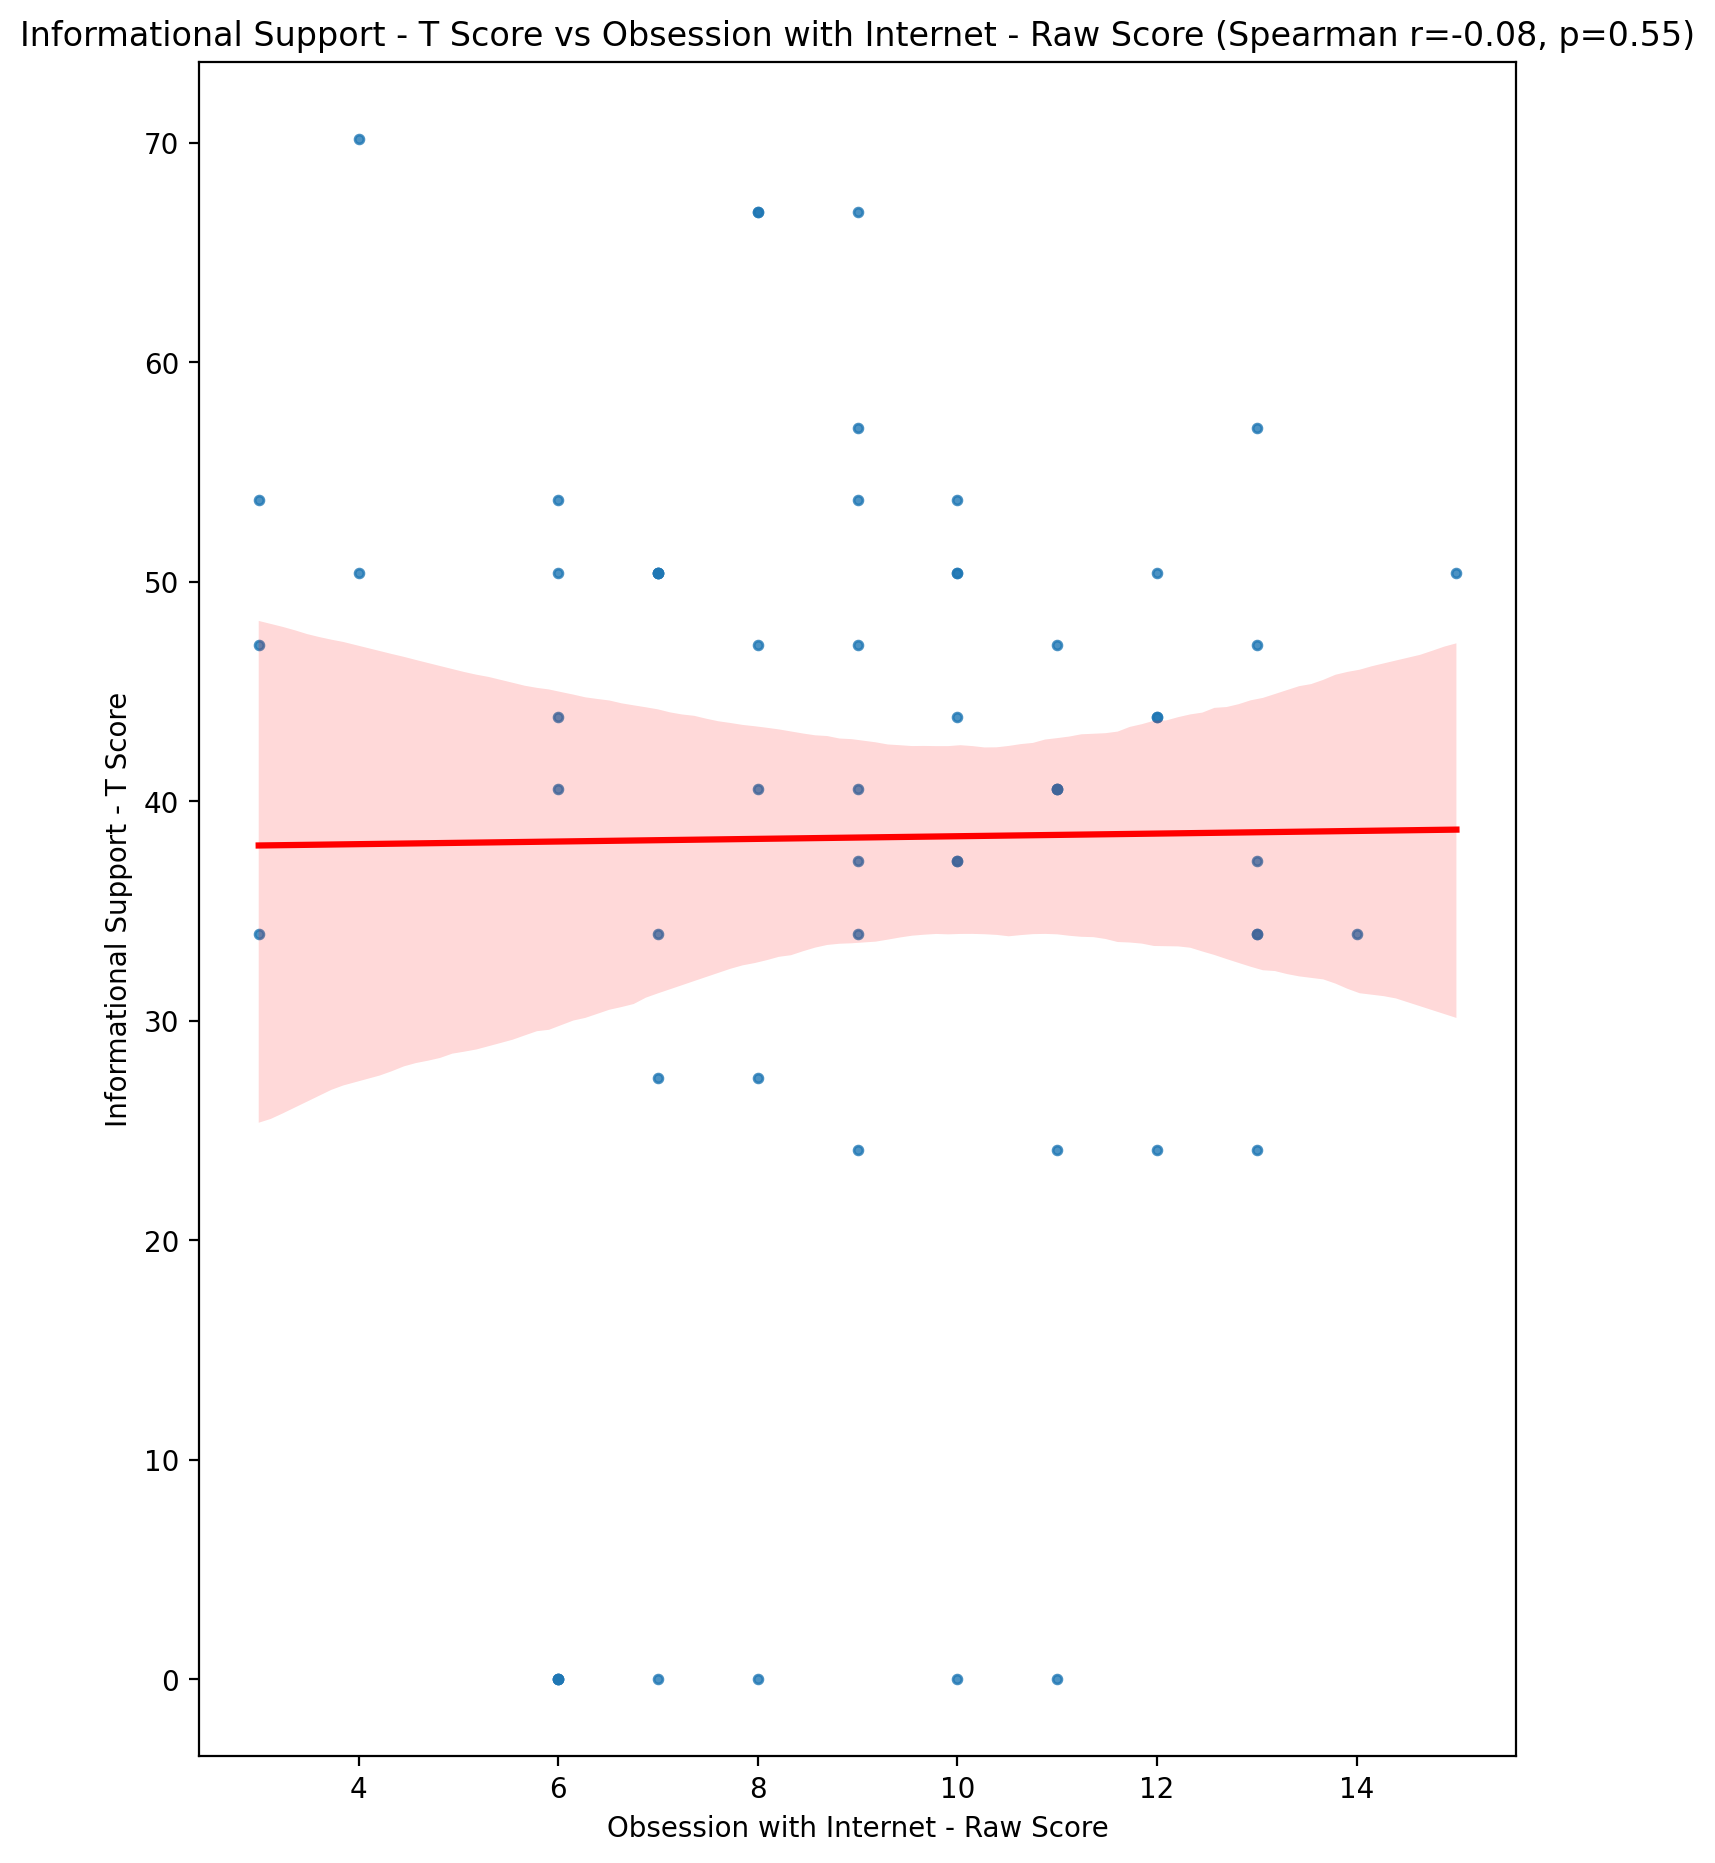 Informational Support - T Score vs Obsession with Internet - Raw Score (Spearman r=-0.08, p=0.55)
70
60
50
40
30
20
10
0
Informational Support - T Score
4 6 8 10 12 14
Obsession with Internet - Raw Score